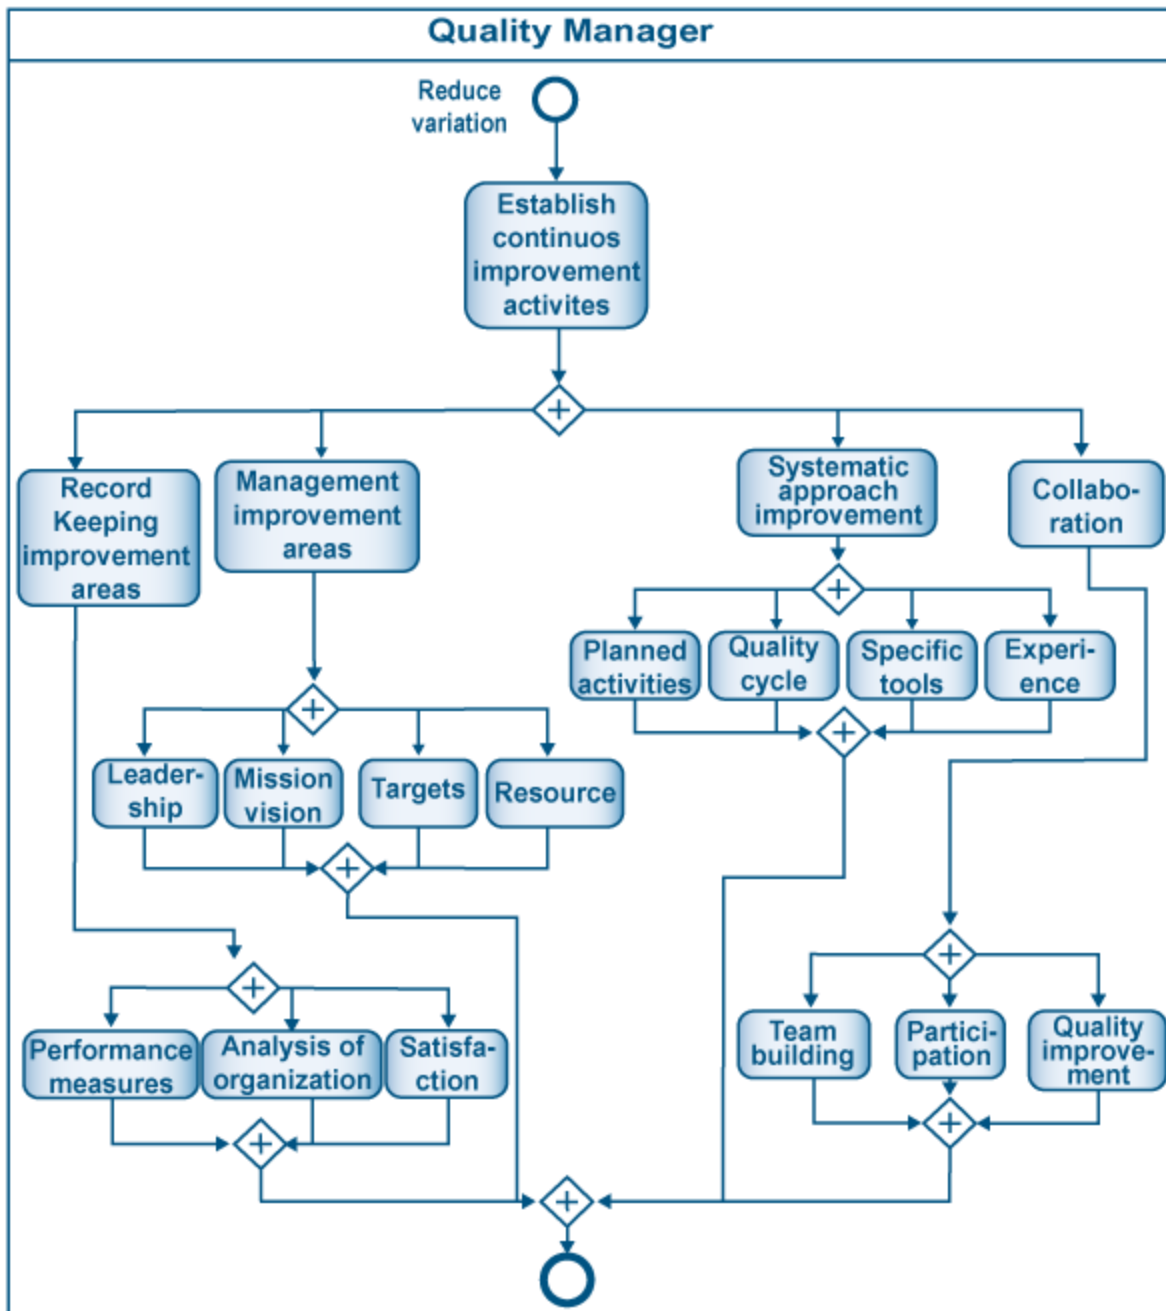 Quality Manager
Reduce
variation
Establish
continuos
improvement
activites
Record
Keeping
improvement
areas
Management
improvement
areas
Systematic
approach
improvement
Collabo-
ration
Planned
activities
Quality
cycle
Specific
tools
Experi-
ence
Leader-
ship
Mission
vision
Targets
Resource
Performance
measures
Analysis of
organization
Satisfa-
ction
Team
building
Partici-
pation
Quality
improve-
ment